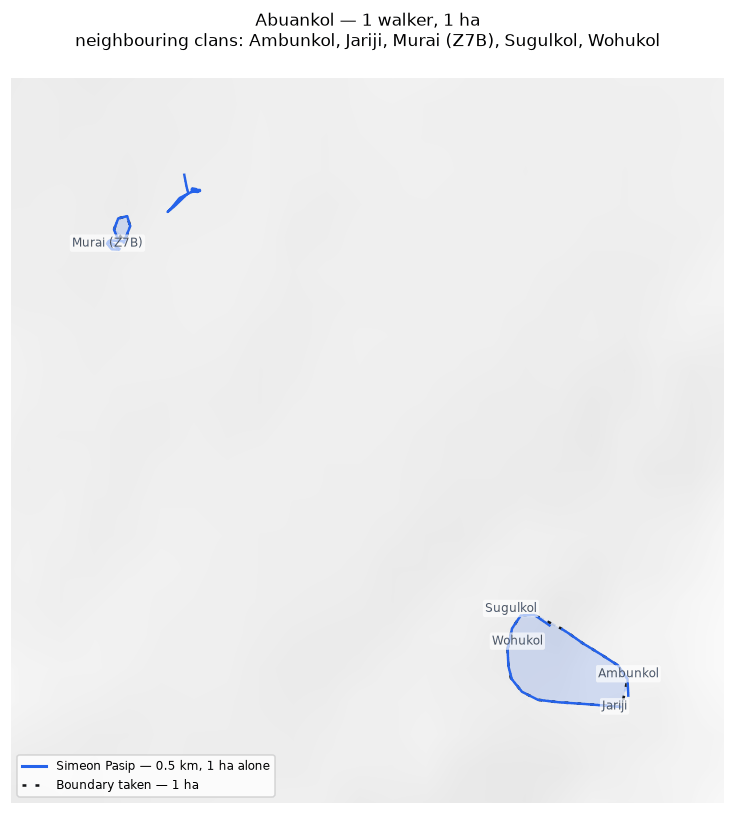 Abuankol — 1 walker, 1 ha
neighbouring clans: Ambunkol, Jariji, Murai (Z7B), Sugulkol, Wohukol
Murai (Z7B)
Sugulkol
Wohukol
Ambunkol
Jariji
Simeon Pasip — 0.5 km, 1 ha alone
Boundary taken — 1 ha